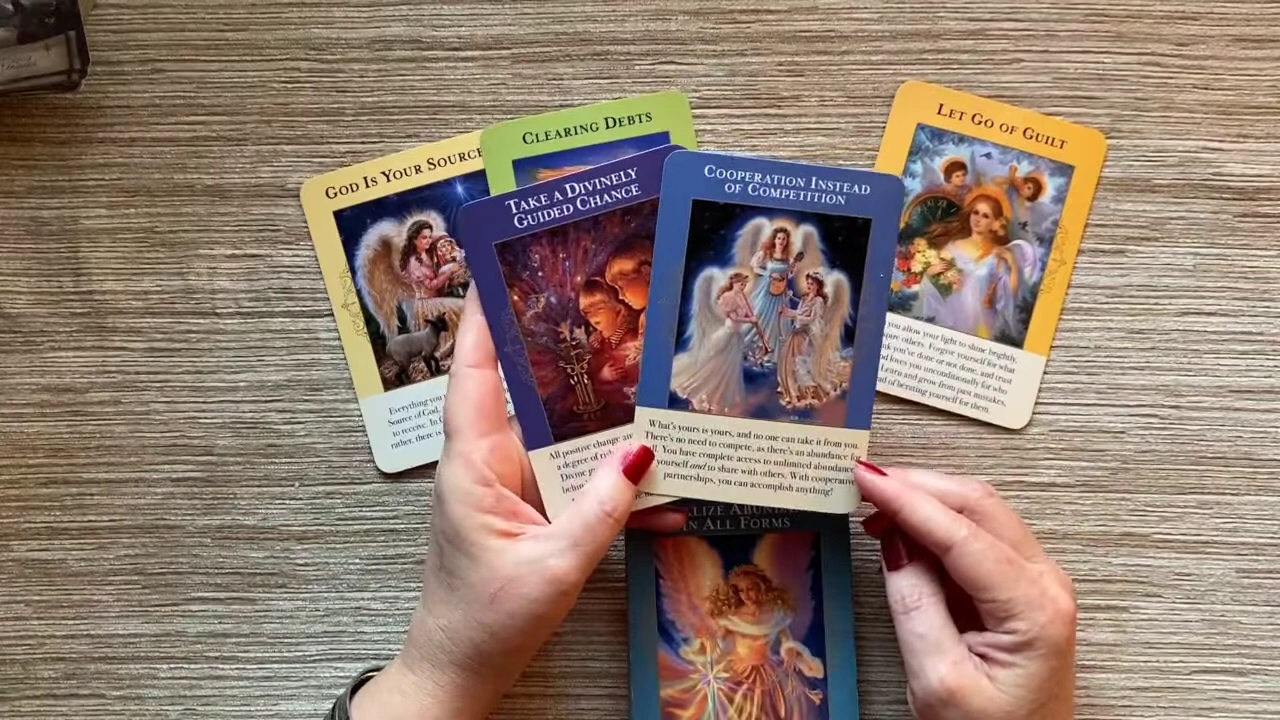 GOD IS YOUR SOURCE
Everything you
Source of God.
to receive. In G
rather, there is
CLEARING DEBTS
TAKE A DIVINELY
GUIDED CHANCE
All positive change
a degree of
Divine
COOPERATION INSTEAD
OF COMPETITION
What's yours is yours, and no one can take it from you.
There's no need to compete, as there's an abundance for
all. You have complete access to unlimited abundance
yourself and to share with others. With cooperative
partnerships, you can accomplish anything!
LET GO OF GUILT
you allow your light to shine brightly,
others. Forgive yourself for what
you've done or not done, and trust
loves you unconditionally for who
Learn and grow from past mistakes,
of berating yourself for them.
IN ALL FORMS